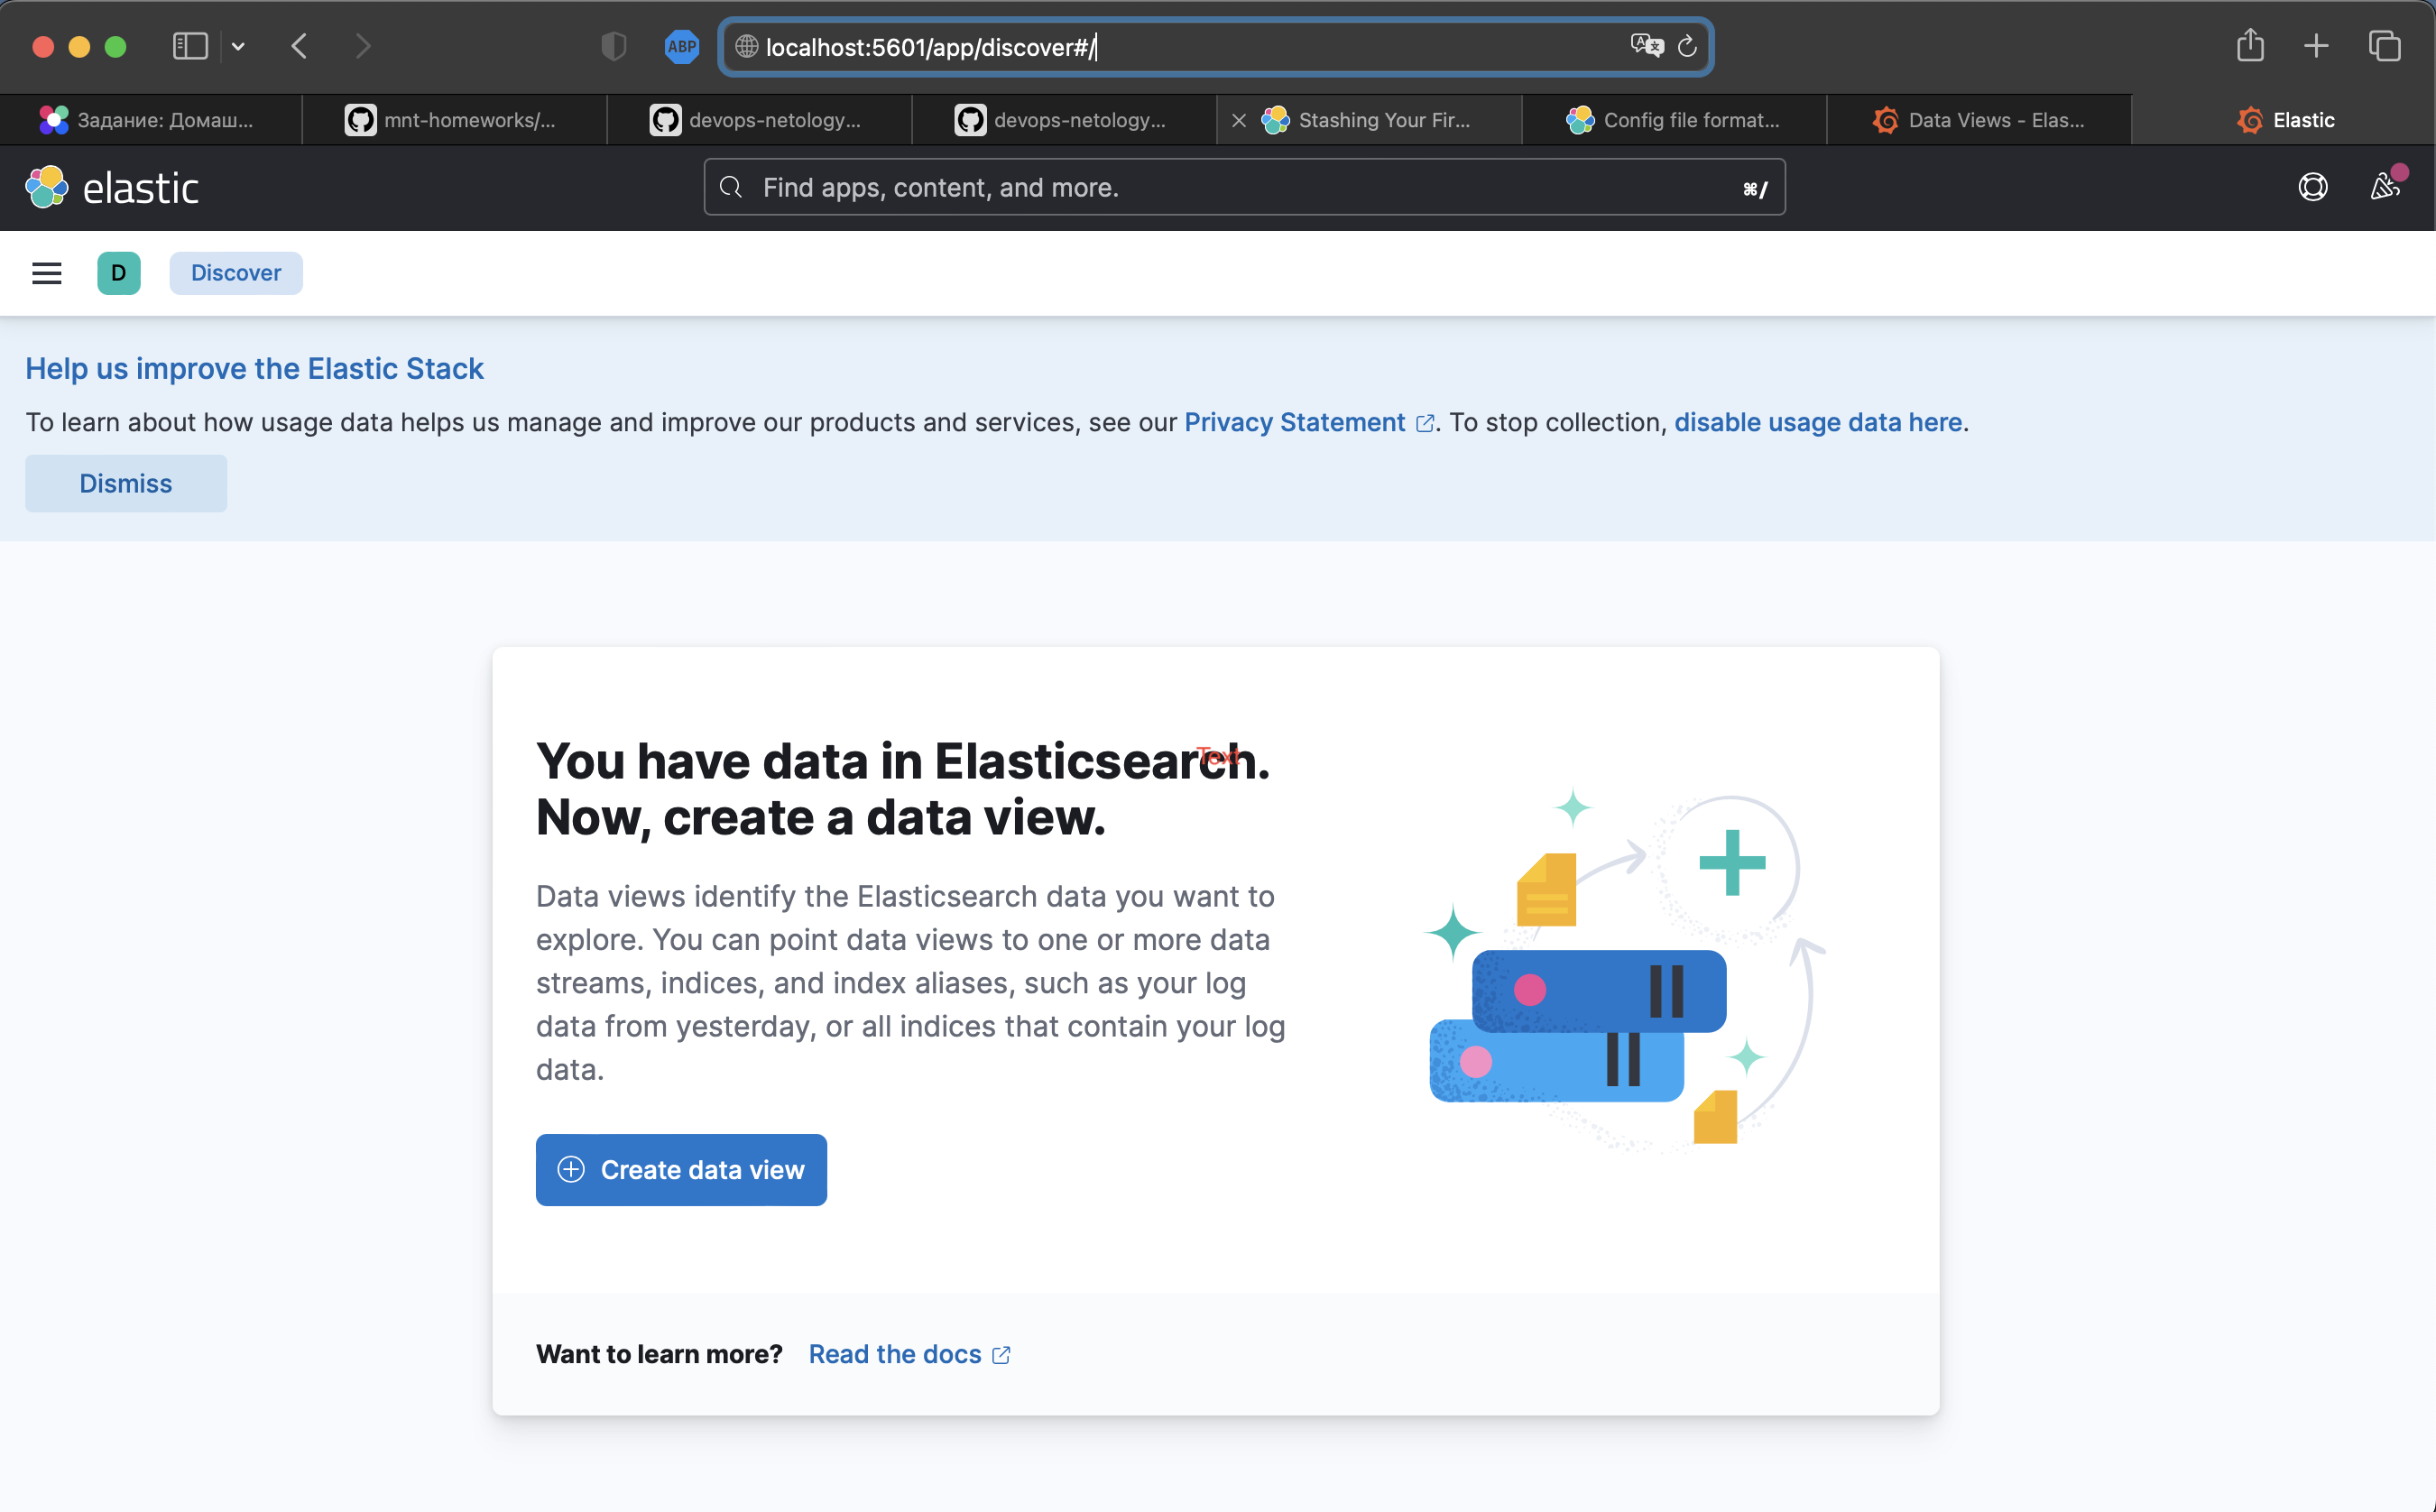 ABP
localhost:5601/app/discover#/
Задание: Домаш...
mnt-homeworks/...
devops-netology...
devops-netology...
Stashing Your Fir...
Config file format...
Data Views - Elas...
Elastic
elastic
Find apps, content, and more.
⌘/
D
Discover
Help us improve the Elastic Stack
To learn about how usage data helps us manage and improve our products and services, see our Privacy Statement. To stop collection, disable usage data here.
Dismiss
You have data in Elasticsearch.
Text
Now, create a data view.
Data views identify the Elasticsearch data you want to
explore. You can point data views to one or more data
streams, indices, and index aliases, such as your log
data from yesterday, or all indices that contain your log
data.
Create data view
Want to learn more? Read the docs